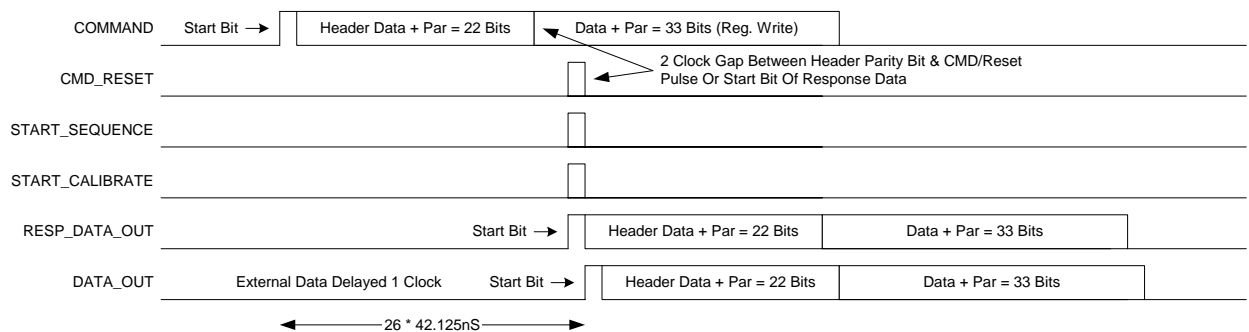 COMMAND
Start Bit
Header Data + Par = 22 Bits
Data + Par = 33 Bits (Reg. Write)
2 Clock Gap Between Header Parity Bit & CMD/Reset
Pulse Or Start Bit Of Response Data
CMD_RESET
START_SEQUENCE
START_CALIBRATE
RESP_DATA_OUT
Start Bit
Header Data + Par = 22 Bits
Data + Par = 33 Bits
DATA_OUT
External Data Delayed 1 Clock
Start Bit
Header Data + Par = 22 Bits
Data + Par = 33 Bits
26 * 42.125nS